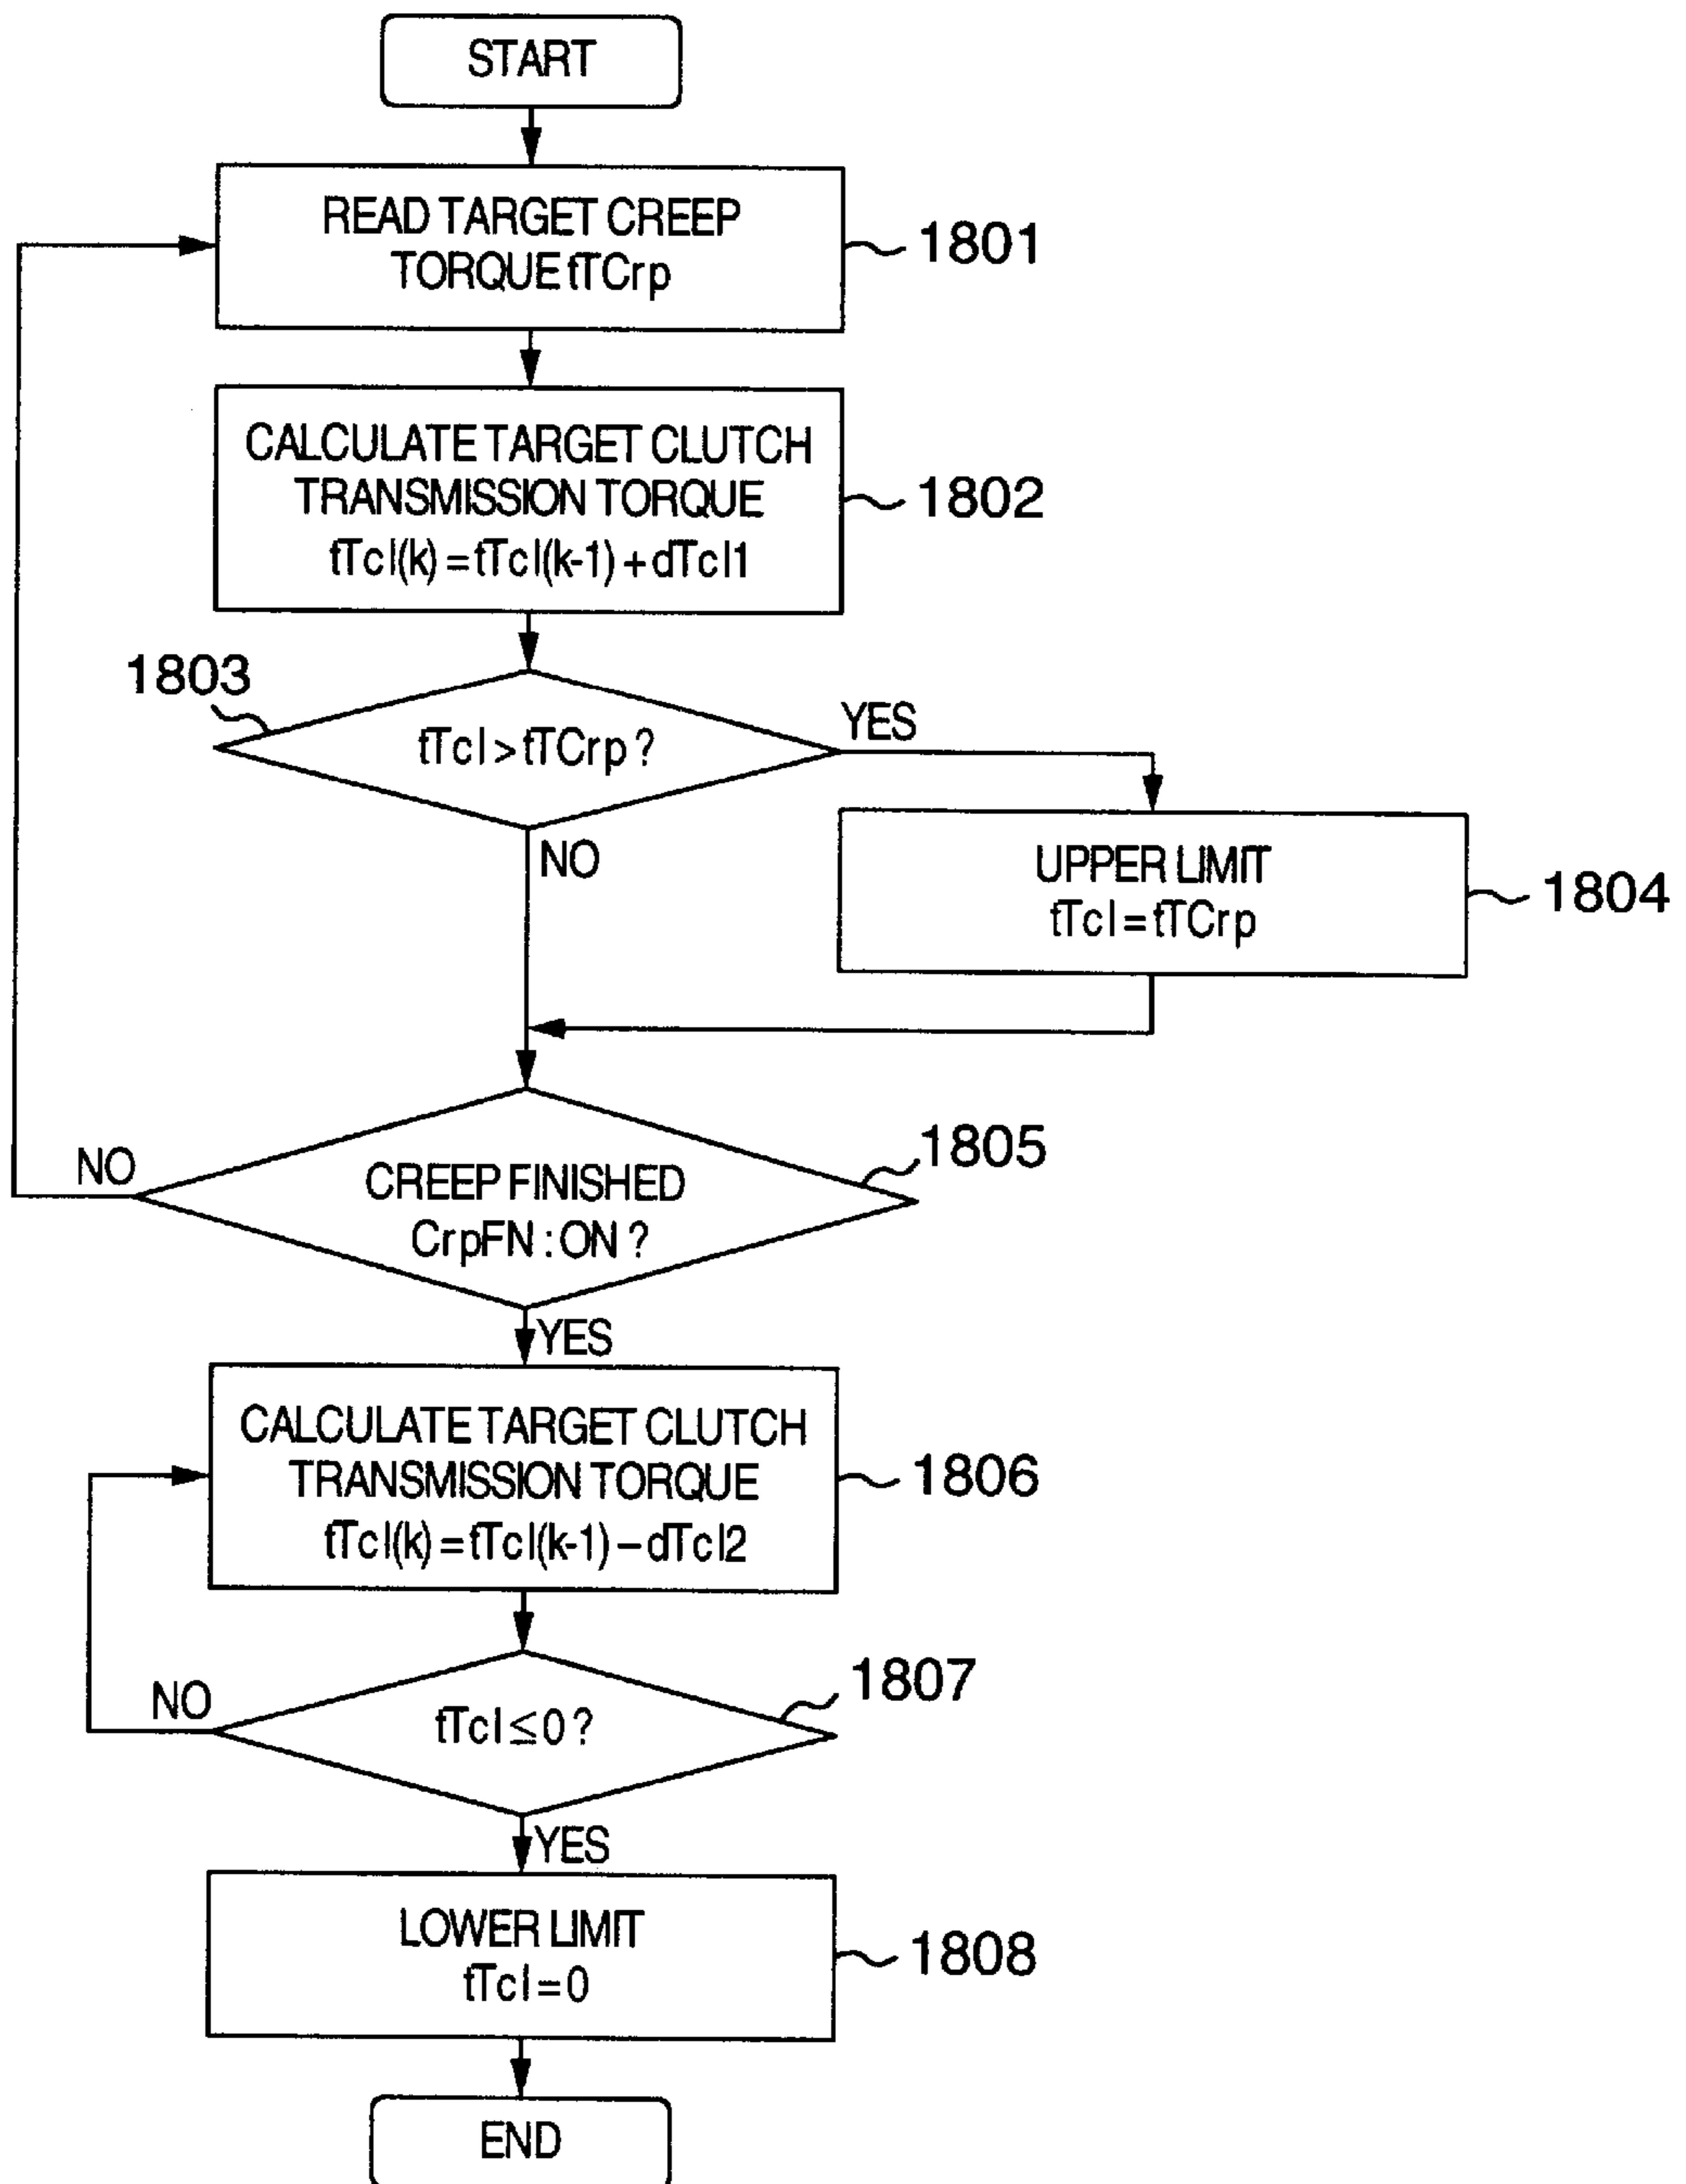 START
READ TARGET CREEP
TORQUE tTCrp
1801
CALCULATE TARGET CLUTCH
TRANSMISSION TORQUE
tTcl(k) = tTcl(k-1) + dTcl1
1802
1803
tTcl > tTCrp ?
YES
NO
UPPER LIMIT
tTcl = tTCrp
1804
1805
NO
CREEP FINISHED
CrpFN : ON ?
YES
CALCULATE TARGET CLUTCH
TRANSMISSION TORQUE
tTcl(k) = tTcl(k-1) – dTcl2
1806
1807
NO
tTcl ≦ 0 ?
YES
LOWER LIMIT
tTcl = 0
1808
END